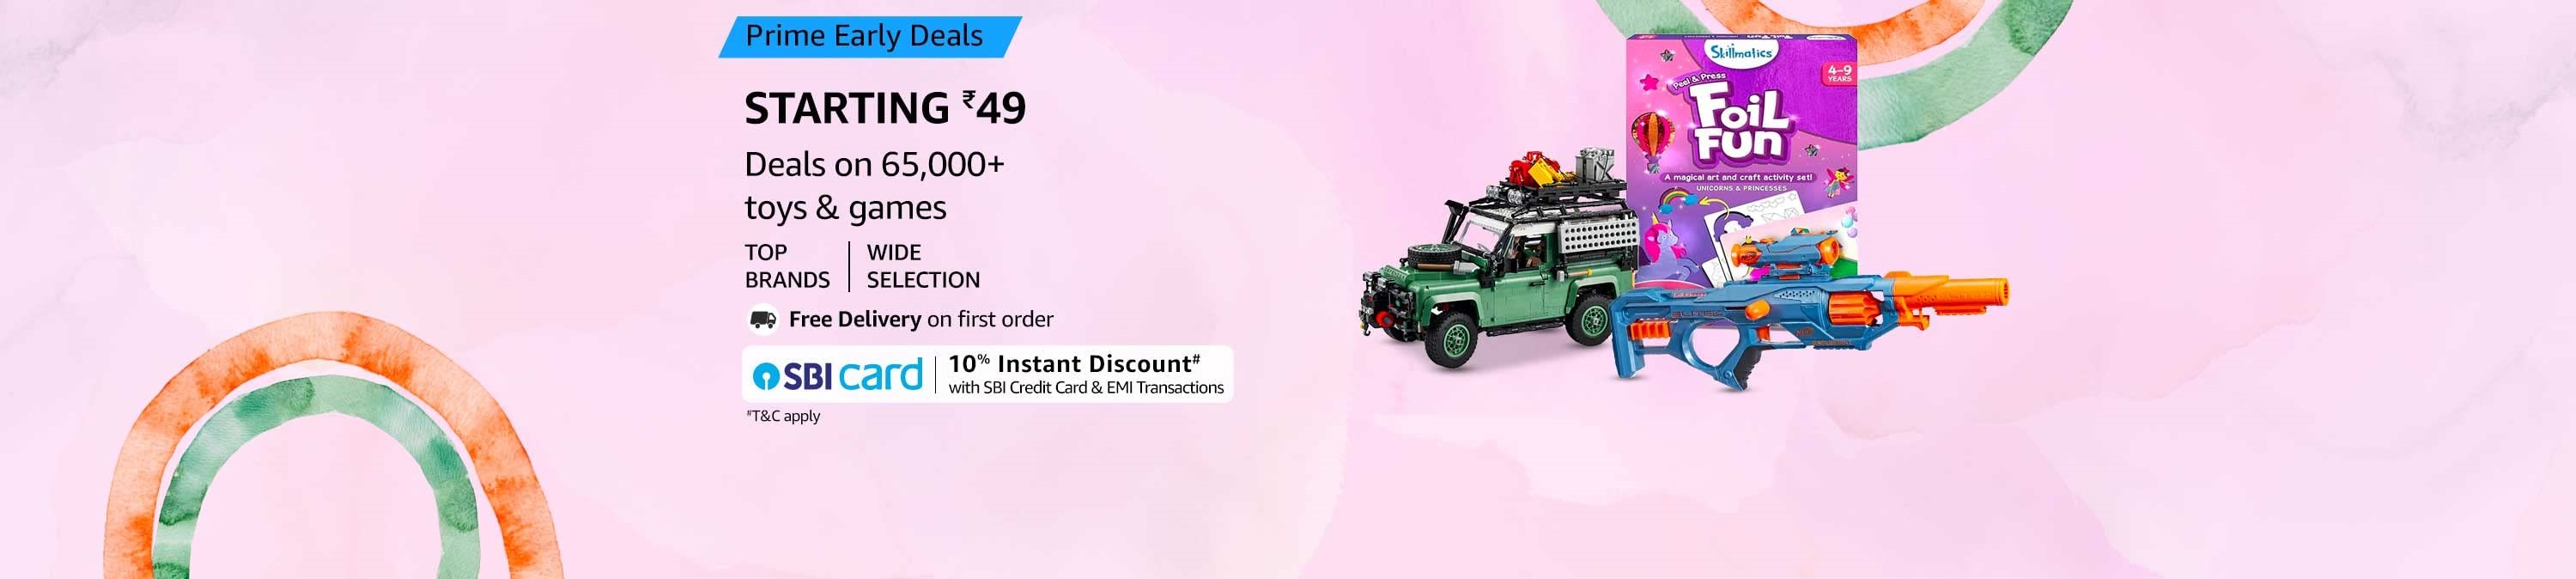 Prime Early Deals
STARTING ₹49
Deals on 65,000+
toys & games
TOP
BRANDS
WIDE
SELECTION
Free Delivery on first order
SBI card
10% Instant Discount#
with SBI Credit Card & EMI Transactions
#T&C apply
Skillmatics
4-9
YEARS
Peel & Press
Foil
Fun
A magical art and craft activity set!
UNICORNS & PRINCESSES